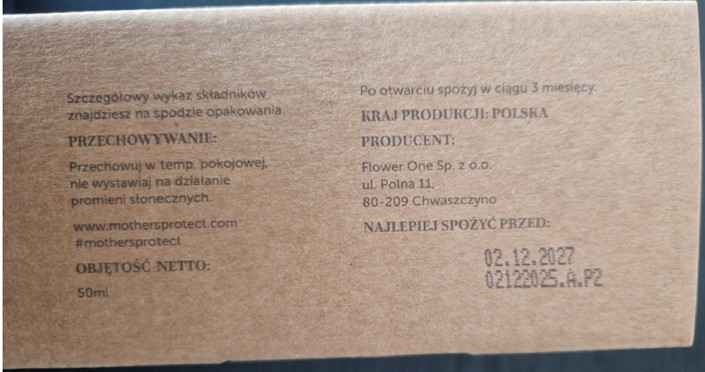 Szczegółowy wykaz składników
znajdziesz na spodzie opakowania.
PRZECHOWYWANIE:
Przechowuj w temp. pokojowej,
nie wystawiaj na działanie
promieni słonecznych.
www.mothersprotect.com
#mothersprotect
OBJĘTOŚĆ NETTO:
50ml
Po otwarciu spożyj w ciągu 3 miesięcy.
KRAJ PRODUKCJI: POLSKA
PRODUCENT:
Flower One Sp. z o.o.
ul. Polna 11,
80-209 Chwaszczyno
NAJLEPIEJ SPOŻYĆ PRZED:
02.12.2027
02122025.A.P2